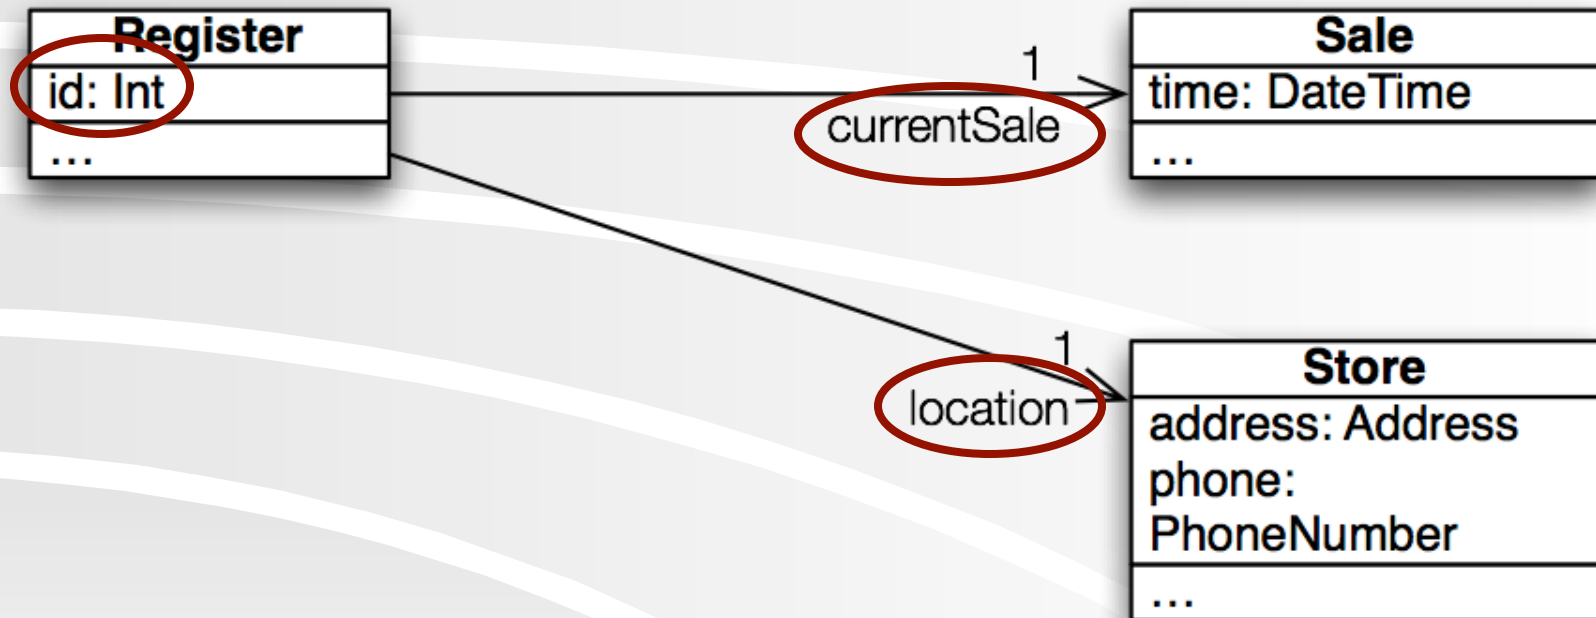 Register
id: Int
...
1
currentSale
Sale
time: DateTime
...
1
location
Store
address: Address
phone:
PhoneNumber
...